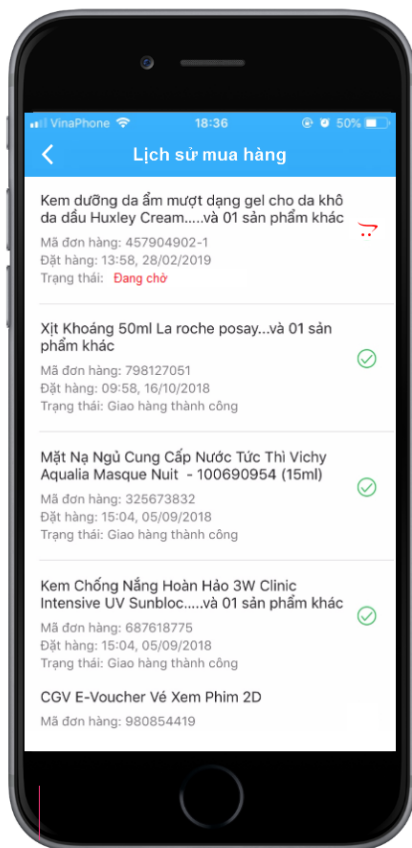 VinaPhone 18:36 50%
Lịch sử mua hàng
Kem dưỡng da ẩm mượt dạng gel cho da khô
da dầu Huxley Cream.....và 01 sản phẩm khác
Mã đơn hàng: 457904902-1
Đặt hàng: 13:58, 28/02/2019
Trạng thái: Đang chờ
Xịt Khoáng 50ml La roche posay...và 01 sản
phẩm khác
Mã đơn hàng: 798127051
Đặt hàng: 09:58, 16/10/2018
Trạng thái: Giao hàng thành công
Mặt Nạ Ngủ Cung Cấp Nước Tức Thì Vichy
Aqualia Masque Nuit - 100690954 (15ml)
Mã đơn hàng: 325673832
Đặt hàng: 15:04, 05/09/2018
Trạng thái: Giao hàng thành công
Kem Chống Nắng Hoàn Hảo 3W Clinic
Intensive UV Sunbloc.....và 01 sản phẩm khác
Mã đơn hàng: 687618775
Đặt hàng: 15:04, 05/09/2018
Trạng thái: Giao hàng thành công
CGV E-Voucher Vé Xem Phim 2D
Mã đơn hàng: 980854419